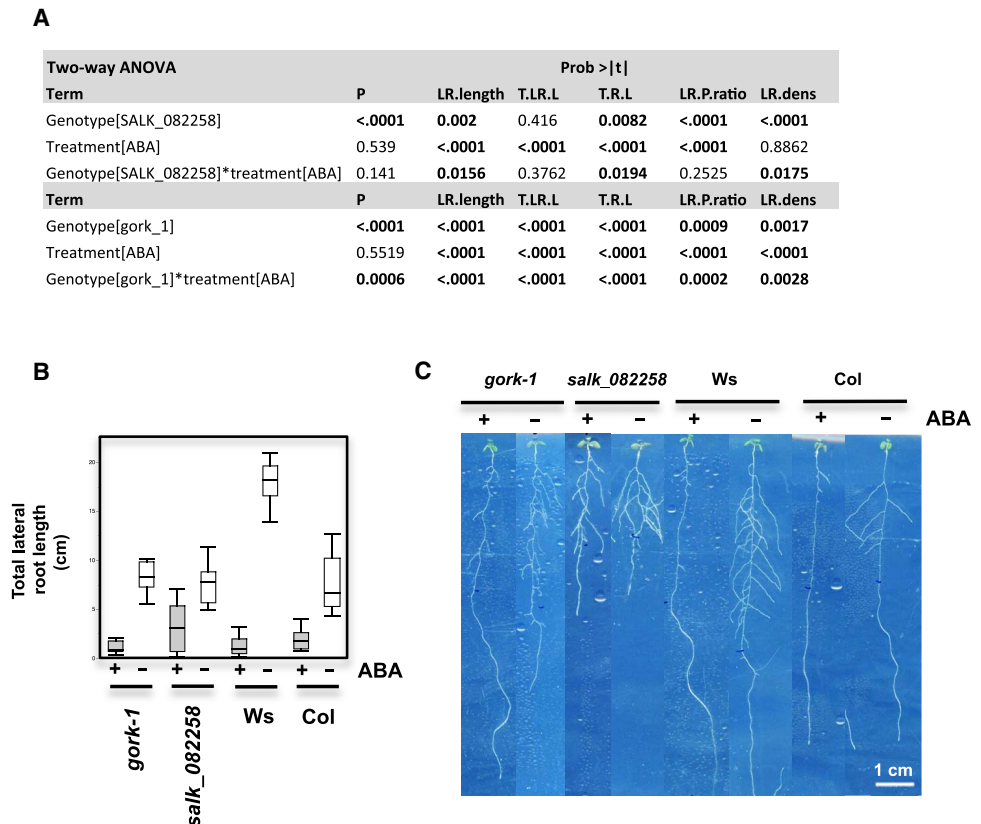 A
Two-way ANOVA Prob >|t|
Term P LR.length T.LR.L T.R.L LR.P.ratio LR.dens
Genotype[SALK_082258] <.0001 0.002 0.416 0.0082 <.0001 <.0001
Treatment[ABA] 0.539 <.0001 <.0001 <.0001 <.0001 0.8862
Genotype[SALK_082258]*treatment[ABA] 0.141 0.0156 0.3762 0.0194 0.2525 0.0175
Term P LR.length T.LR.L T.R.L LR.P.ratio LR.dens
Genotype[gork_1] <.0001 <.0001 <.0001 <.0001 0.0009 0.0017
Treatment[ABA] 0.5519 <.0001 <.0001 <.0001 <.0001 <.0001
Genotype[gork_1]*treatment[ABA] 0.0006 <.0001 <.0001 <.0001 0.0002 0.0028
B
Total lateral
root length
(cm)
20
15
10
5
0
+ − + − + − + − ABA
gork-1 salk_082258 Ws Col
C
gork-1 salk_082258 Ws Col
+ − + − + − + − ABA
1 cm